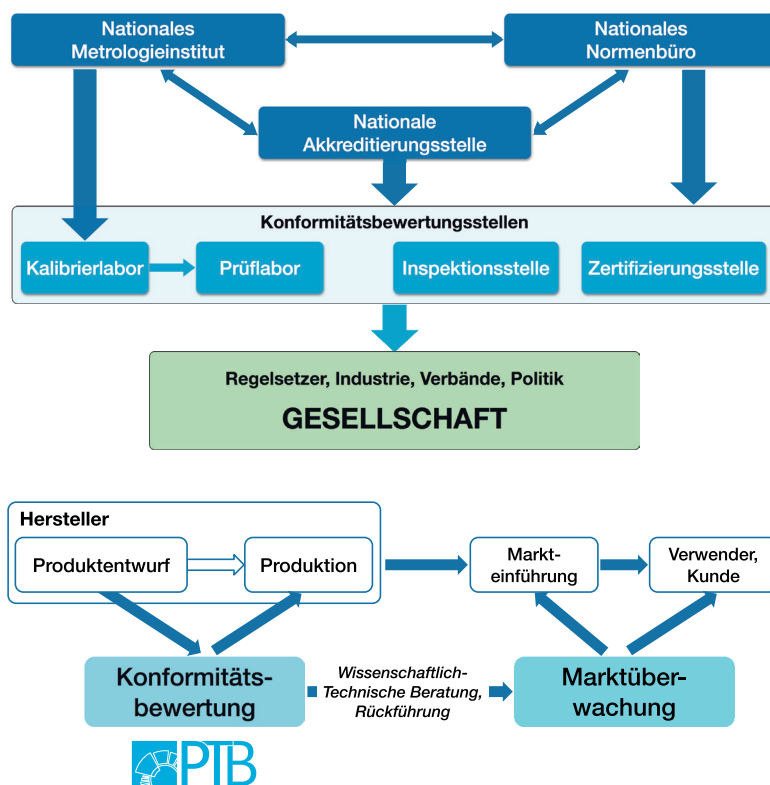 Nationales
Metrologieinstitut
Nationales
Normenbüro
Nationale
Akkreditierungsstelle
Konformitätsbewertungsstellen
Kalibrierlabor
Prüflabor
Inspektionsstelle
Zertifizierungsstelle
Regelsetzer, Industrie, Verbände, Politik
GESELLSCHAFT
Hersteller
Produktentwurf
Produktion
Markt-
einführung
Verwender,
Kunde
Konformitäts-
bewertung
Wissenschaftlich-
Technische Beratung,
Rückführung
Marktüber-
wachung
PTB